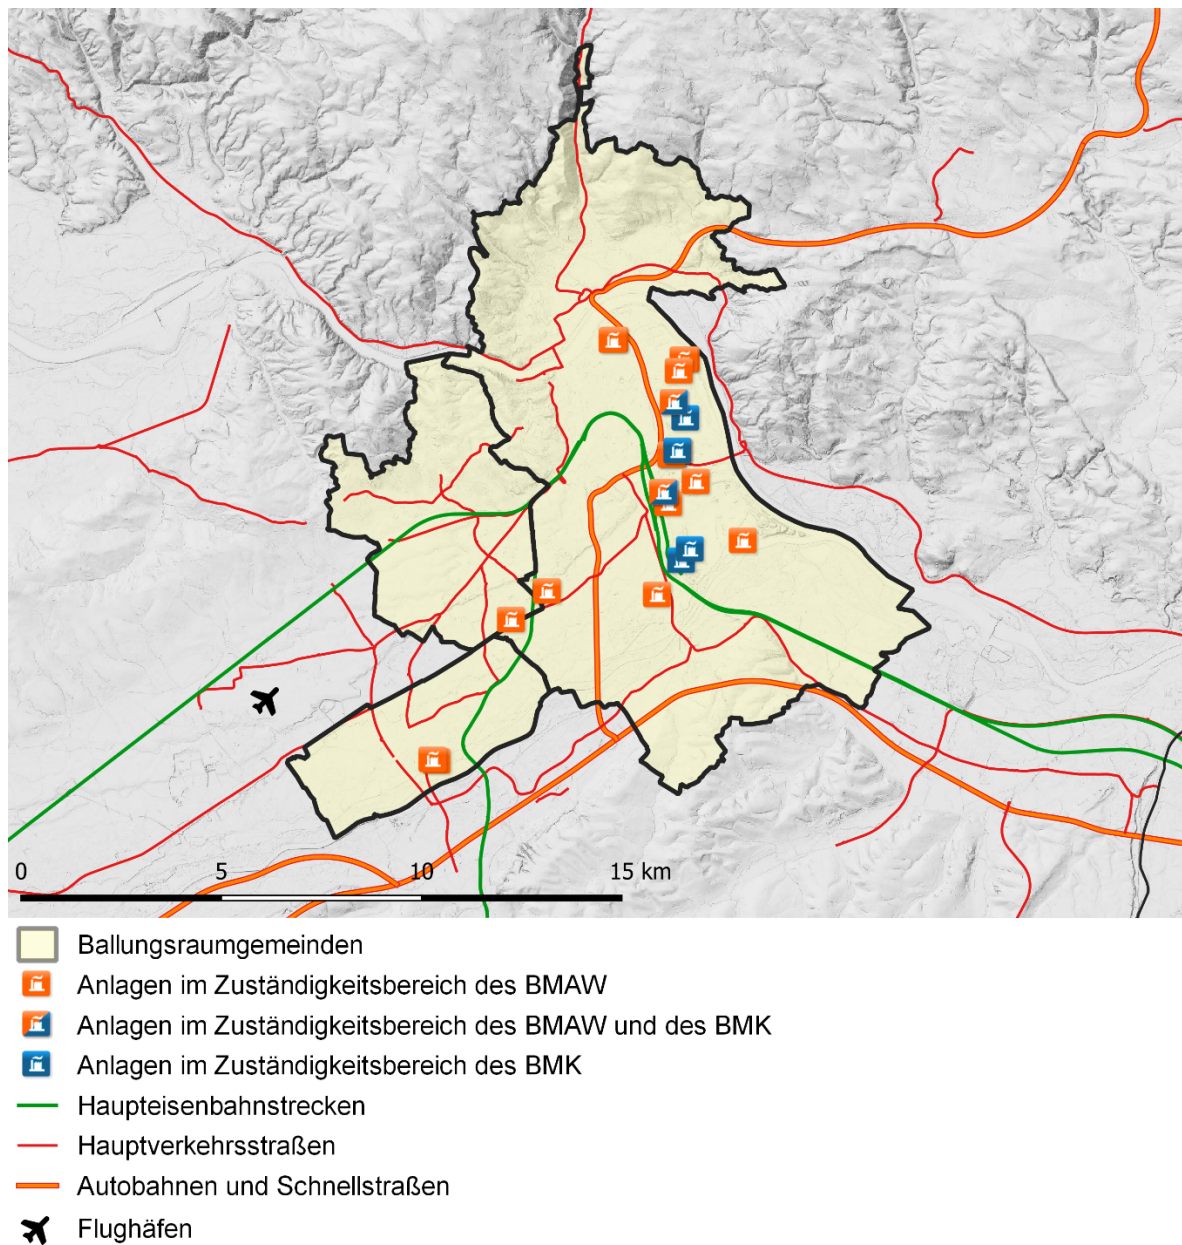 0 5 10 15 km
Ballungsraumgemeinden
Anlagen im Zuständigkeitsbereich des BMAW
Anlagen im Zuständigkeitsbereich des BMAW und des BMK
Anlagen im Zuständigkeitsbereich des BMK
Haupteisenbahnstrecken
Hauptverkehrsstraßen
Autobahnen und Schnellstraßen
Flughäfen